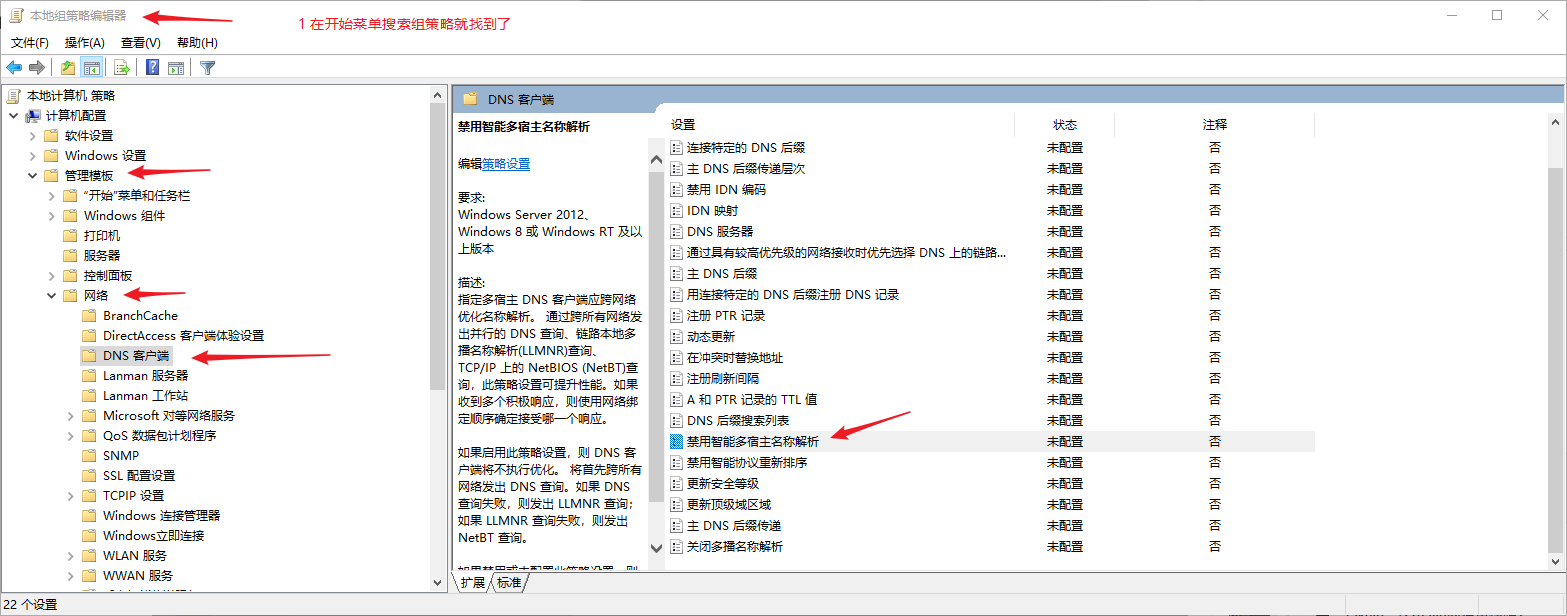 本地组策略编辑器
1 在开始菜单搜索组策略就找到了
文件(F) 操作(A) 查看(V) 帮助(H)
本地计算机 策略
计算机配置
软件设置
Windows 设置
管理模板
“开始”菜单和任务栏
Windows 组件
打印机
服务器
控制面板
网络
BranchCache
DirectAccess 客户端体验设置
DNS 客户端
Lanman 服务器
Lanman 工作站
Microsoft 对等网络服务
QoS 数据包计划程序
SNMP
SSL 配置设置
TCPIP 设置
Windows 连接管理器
Windows立即连接
WLAN 服务
WWAN 服务
DNS 客户端
禁用智能多宿主名称解析
编辑策略设置
要求:
Windows Server 2012、
Windows 8 或 Windows RT 及以
上版本
描述:
指定多宿主 DNS 客户端应跨网络
优化名称解析。 通过跨所有网络发
出并行的 DNS 查询、链路本地多
播名称解析(LLMNR)查询、
TCP/IP 上的 NetBIOS (NetBT)查
询，此策略设置可提升性能。如果
收到多个积极响应，则使用网络绑
定顺序确定接受哪一个响应。
如果启用此策略设置，则 DNS 客
户端将不执行优化。 将首先跨所有
网络发出 DNS 查询。如果 DNS
查询失败，则发出 LLMNR 查询；
如果 LLMNR 查询失败，则发出
NetBT 查询。
如果禁用或未配置此策略设置，则
设置 状态 注释
连接特定的 DNS 后缀 未配置 否
主 DNS 后缀传递层次 未配置 否
禁用 IDN 编码 未配置 否
IDN 映射 未配置 否
DNS 服务器 未配置 否
通过具有较高优先级的网络接收时优先选择 DNS 上的链路... 未配置 否
主 DNS 后缀 未配置 否
用连接特定的 DNS 后缀注册 DNS 记录 未配置 否
注册 PTR 记录 未配置 否
动态更新 未配置 否
在冲突时替换地址 未配置 否
注册刷新间隔 未配置 否
A 和 PTR 记录的 TTL 值 未配置 否
DNS 后缀搜索列表 未配置 否
禁用智能多宿主名称解析 未配置 否
禁用智能协议重新排序 未配置 否
更新安全等级 未配置 否
更新顶级域区域 未配置 否
主 DNS 后缀传递 未配置 否
关闭多播名称解析 未配置 否
扩展 标准
22 个设置